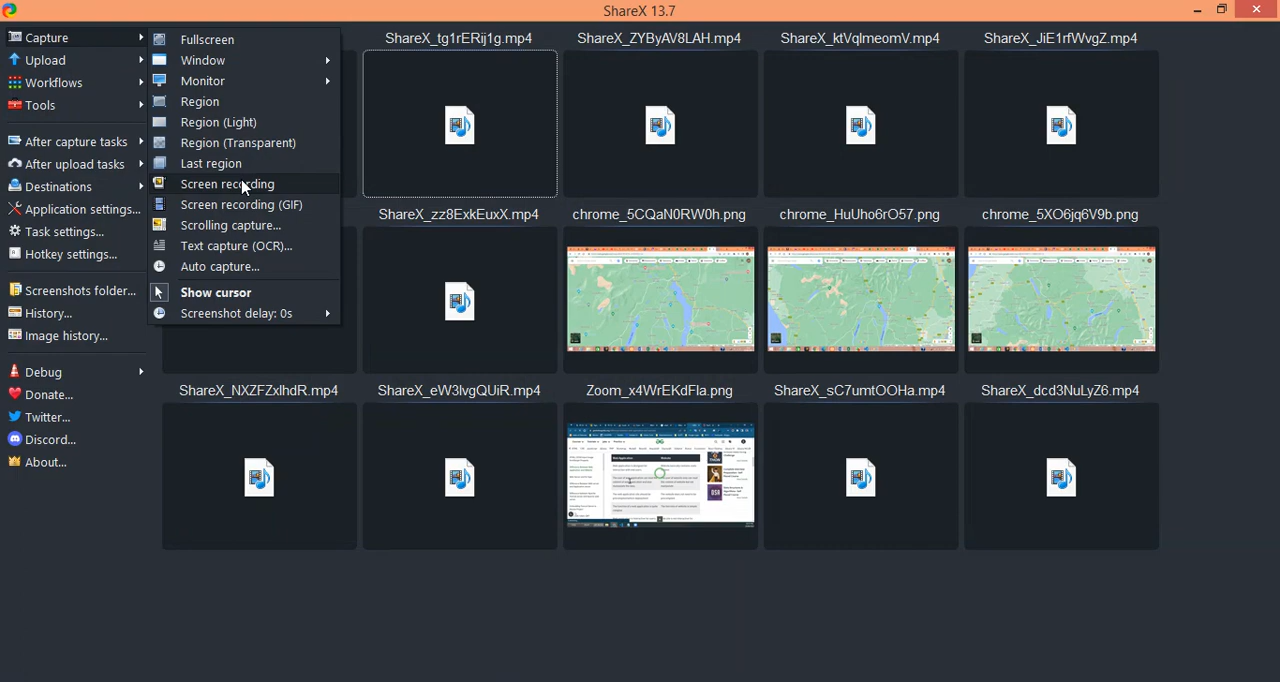 ShareX 13.7
Capture
Upload
Workflows
Tools
After capture tasks
After upload tasks
Destinations
Application settings...
Task settings...
Hotkey settings...
Screenshots folder...
History...
Image history...
Debug
Donate...
Twitter...
Discord...
About...
Fullscreen
Window
Monitor
Region
Region (Light)
Region (Transparent)
Last region
Screen recording
Screen recording (GIF)
Scrolling capture...
Text capture (OCR)...
Auto capture...
Show cursor
Screenshot delay: 0s
ShareX_tg1rERij1g.mp4
ShareX_ZYByAV8LAH.mp4
ShareX_ktVqlmeomV.mp4
ShareX_JiE1rfWvgZ.mp4
ShareX_zz8ExkEuxX.mp4
chrome_5CQaN0RW0h.png
chrome_HuUho6rO57.png
chrome_5XO6jq6V9b.png
ShareX_NXZFZxlhdR.mp4
ShareX_eW3lvgQUiR.mp4
Zoom_x4WrEKdFla.png
ShareX_sC7umtOOHa.mp4
ShareX_dcd3NuLyZ6.mp4